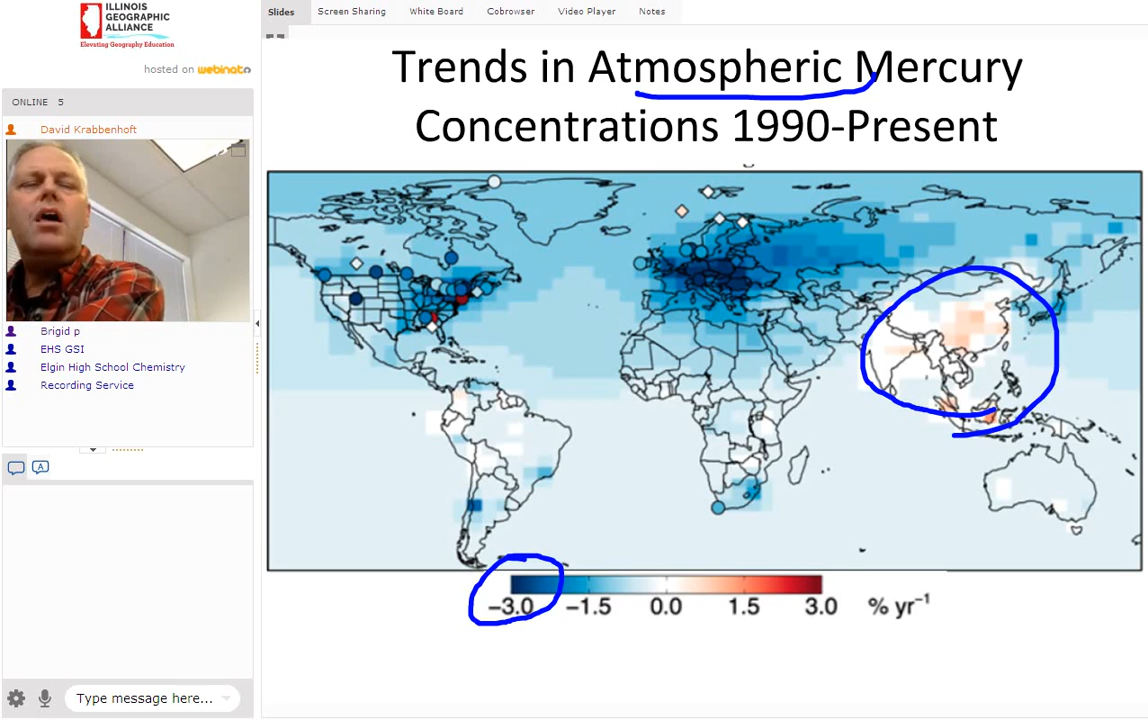 ILLINOIS
GEOGRAPHIC
ALLIANCE
Elevating Geography Education
hosted on webinato
ONLINE 5
David Krabbenhoft
Brigid p
EHS GSI
Elgin High School Chemistry
Recording Service
A
Type message here...
Slides Screen Sharing White Board Cobrowser Video Player Notes
Trends in Atmospheric Mercury
Concentrations 1990-Present
−3.0 −1.5 0.0 1.5 3.0 % yr⁻¹